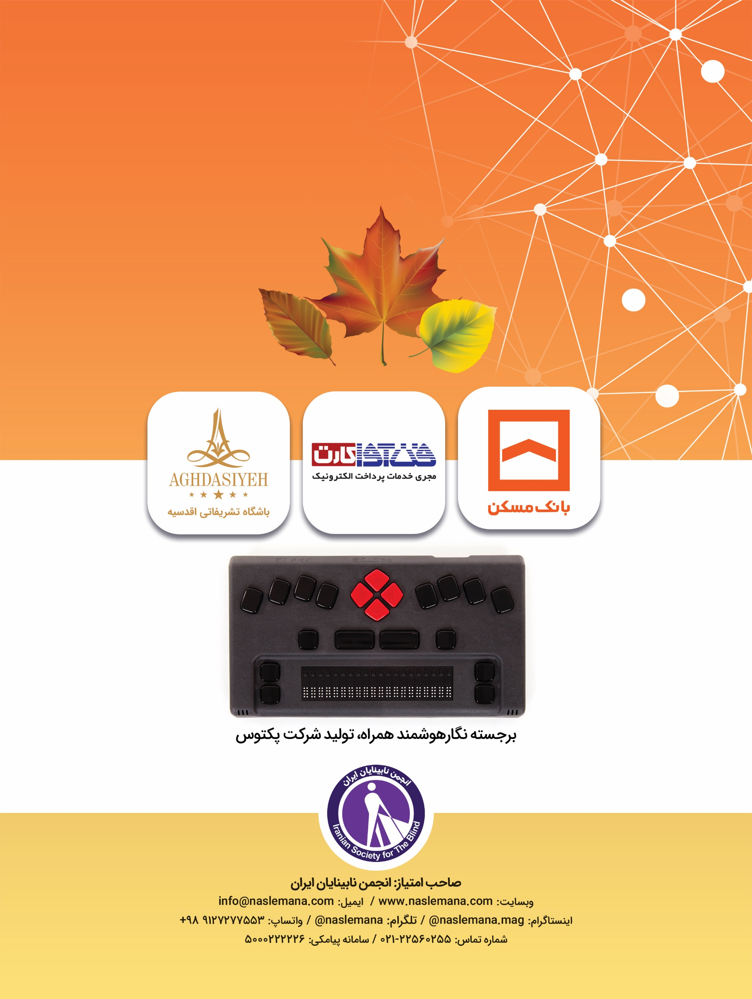 بانک مسکن
فن آوا کارت
مجری خدمات پرداخت الکترونیک
AGHDASIYEH
باشگاه تشریفاتی اقدسیه
PACTOS
برجسته نگارهوشمند همراه، تولید شرکت پکتوس
انجمن نابینایان ایران
Iranian Society for The Blind
صاحب امتیاز: انجمن نابینایان ایران
وبسایت: www.naslemana.com / ایمیل: info@naslemana.com
اینستاگرام: @naslemana.mag / تلگرام: @naslemana / واتساپ: +۹۸ ۹۱۲۷۲۷۷۵۵۳
شماره تماس: ۰۲۱-۲۲۵۶۰۲۵۵ / سامانه پیامکی: ۵۰۰۰۲۲۲۲۲۶